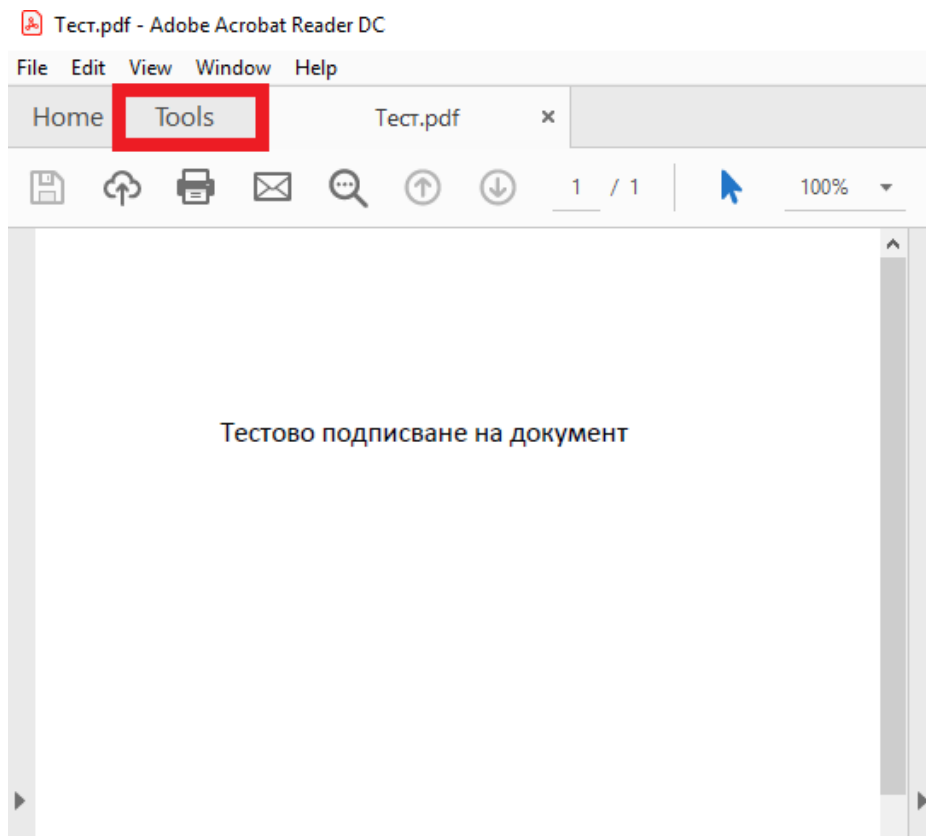 Тест.pdf - Adobe Acrobat Reader DC
File Edit View Window Help
Home Tools Тест.pdf ×
1 / 1 100%
Тестово подписване на документ